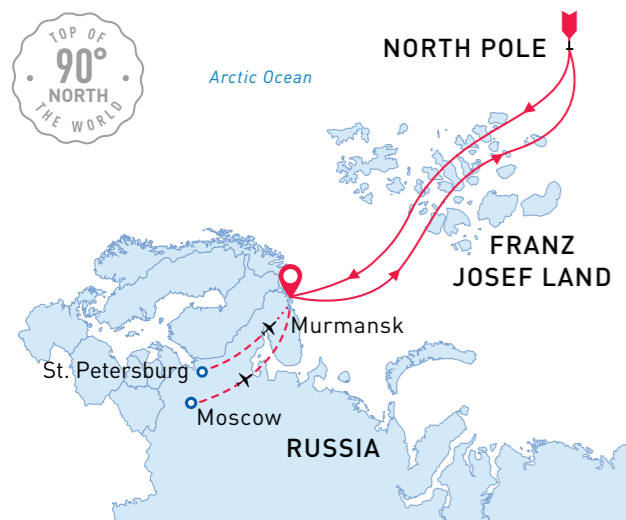 TOP OF
90°
NORTH
THE WORLD
Arctic Ocean
NORTH POLE
FRANZ
JOSEF LAND
Murmansk
St. Petersburg
Moscow
RUSSIA